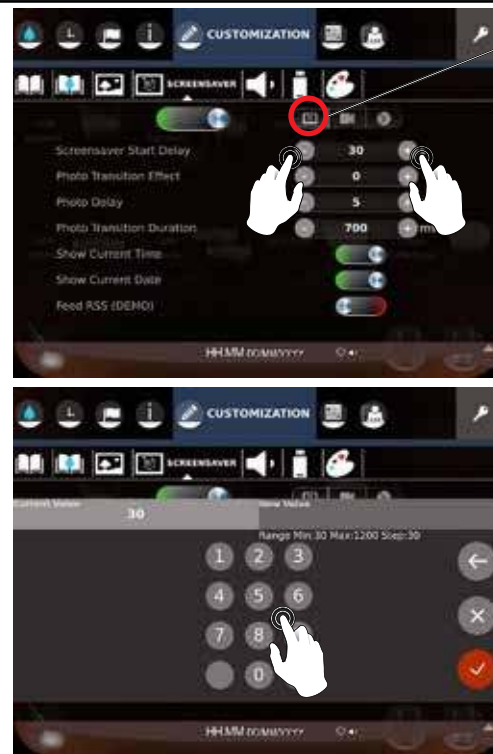 CUSTOMIZATION
SCREENSAVER
Screensaver Start Delay
- 30 +
Photo Transition Effect
- 0 +
Photo Delay
- 5 +
Photo Transition Duration
- 700 + m
Show Current Time
Show Current Date
Feed RSS (DEMO)
HH:MM DD/MM/YYYY
CUSTOMIZATION
SCREENSAVER
Current Value
New Value
30
Range Min:30 Max:1200 Step:30
1 2 3
4 5 6
7 8
0
HH:MM DD/MM/YYYY